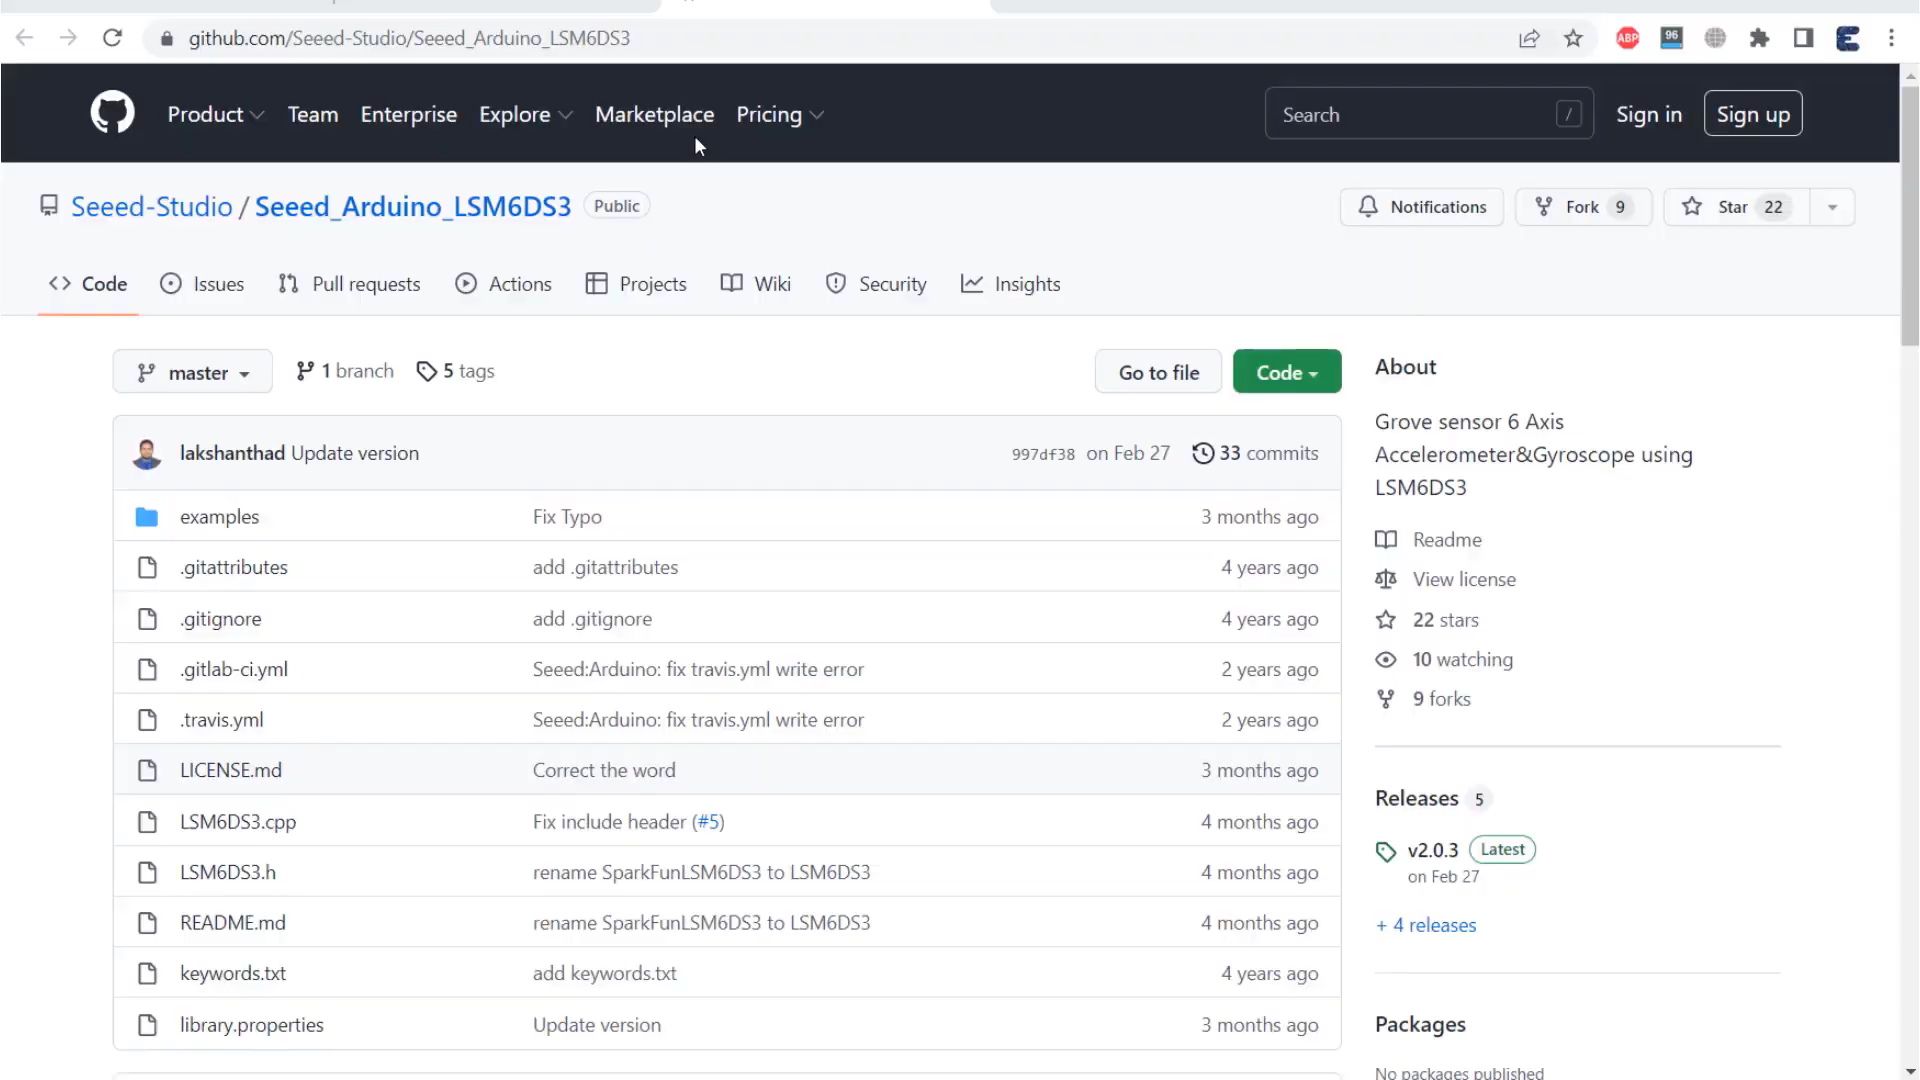 github.com/Seeed-Studio/Seeed_Arduino_LSM6DS3
ABP
96
Product
Team
Enterprise
Explore
Marketplace
Pricing
Search
/
Sign in
Sign up
Seeed-Studio / Seeed_Arduino_LSM6DS3
Public
Notifications
Fork 9
Star 22
Code
Issues
Pull requests
Actions
Projects
Wiki
Security
Insights
master
1 branch
5 tags
Go to file
Code
lakshanthad Update version
997df38 on Feb 27
33 commits
examples
Fix Typo
3 months ago
.gitattributes
add .gitattributes
4 years ago
.gitignore
add .gitignore
4 years ago
.gitlab-ci.yml
Seeed:Arduino: fix travis.yml write error
2 years ago
.travis.yml
Seeed:Arduino: fix travis.yml write error
2 years ago
LICENSE.md
Correct the word
3 months ago
LSM6DS3.cpp
Fix include header (#5)
4 months ago
LSM6DS3.h
rename SparkFunLSM6DS3 to LSM6DS3
4 months ago
README.md
rename SparkFunLSM6DS3 to LSM6DS3
4 months ago
keywords.txt
add keywords.txt
4 years ago
library.properties
Update version
3 months ago
About
Grove sensor 6 Axis
Accelerometer&Gyroscope using
LSM6DS3
Readme
View license
22 stars
10 watching
9 forks
Releases 5
v2.0.3 Latest
on Feb 27
+ 4 releases
Packages
No packages published